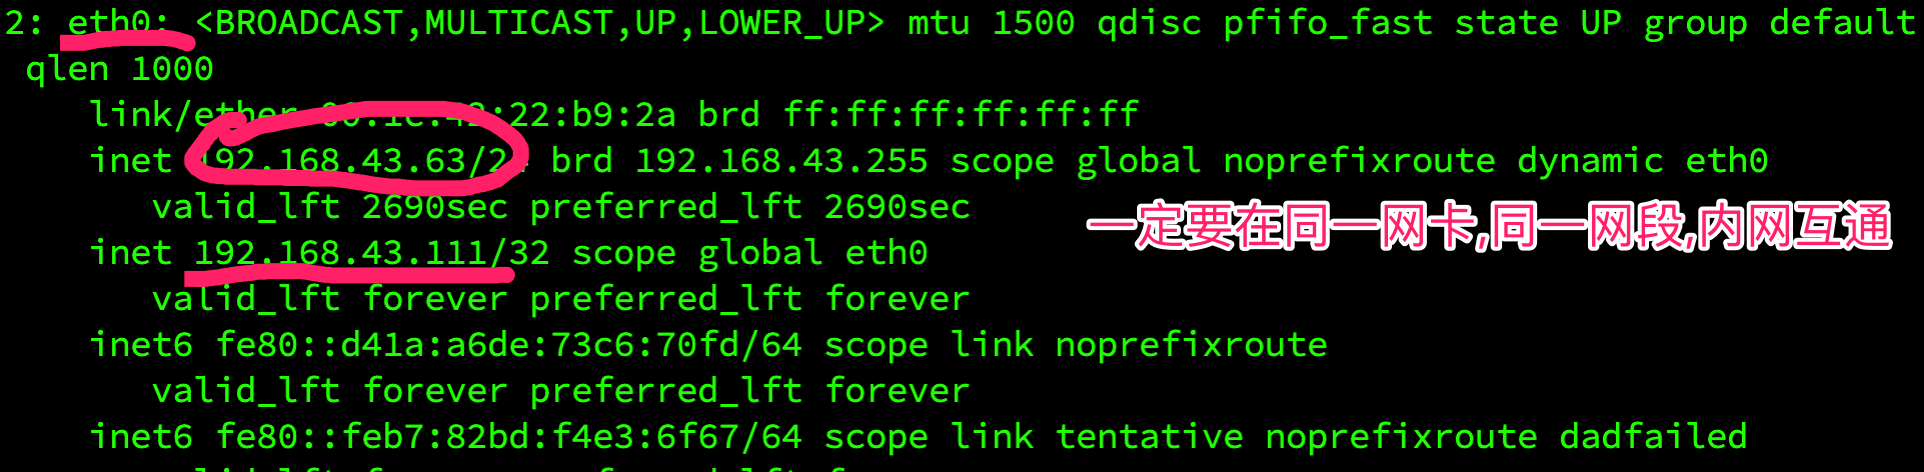 2: eth0: <BROADCAST,MULTICAST,UP,LOWER_UP> mtu 1500 qdisc pfifo_fast state UP group default
qlen 1000
link/ether 00:1c:42:22:b9:2a brd ff:ff:ff:ff:ff:ff
inet 192.168.43.63/24 brd 192.168.43.255 scope global noprefixroute dynamic eth0
valid_lft 2690sec preferred_lft 2690sec
一定要在同一网卡,同一网段,内网互通
inet 192.168.43.111/32 scope global eth0
valid_lft forever preferred_lft forever
inet6 fe80::d41a:a6de:73c6:70fd/64 scope link noprefixroute
valid_lft forever preferred_lft forever
inet6 fe80::feb7:82bd:f4e3:6f67/64 scope link tentative noprefixroute dadfailed